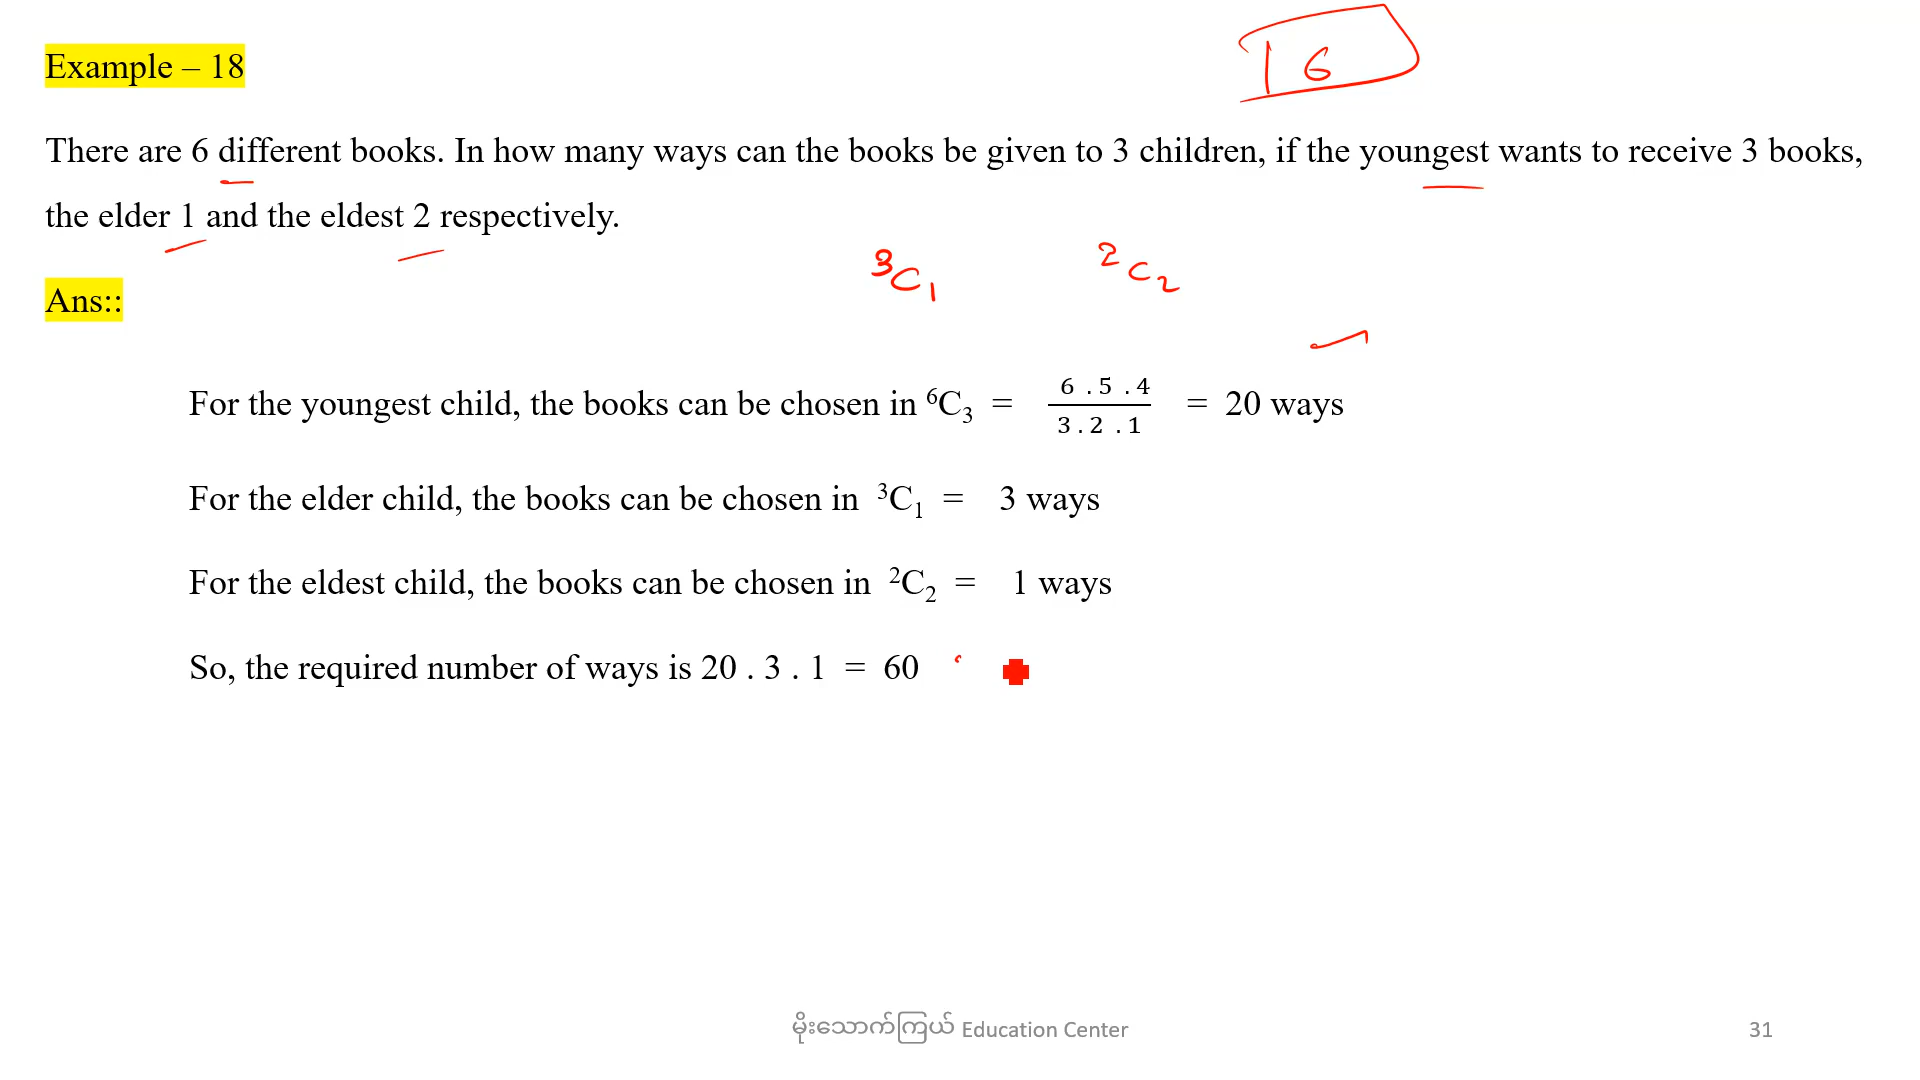 16
Example – 18
There are 6 different books. In how many ways can the books be given to 3 children, if the youngest wants to receive 3 books,
the elder 1 and the eldest 2 respectively.
³C₁ ²C₂
Ans::
For the youngest child, the books can be chosen in ⁶C₃ = 6 .5 .4 / 3 . 2 . 1 = 20 ways
For the elder child, the books can be chosen in ³C₁ = 3 ways
For the eldest child, the books can be chosen in ²C₂ = 1 ways
So, the required number of ways is 20 . 3 . 1 = 60
မိုးသောက်ကြယ် Education Center
31